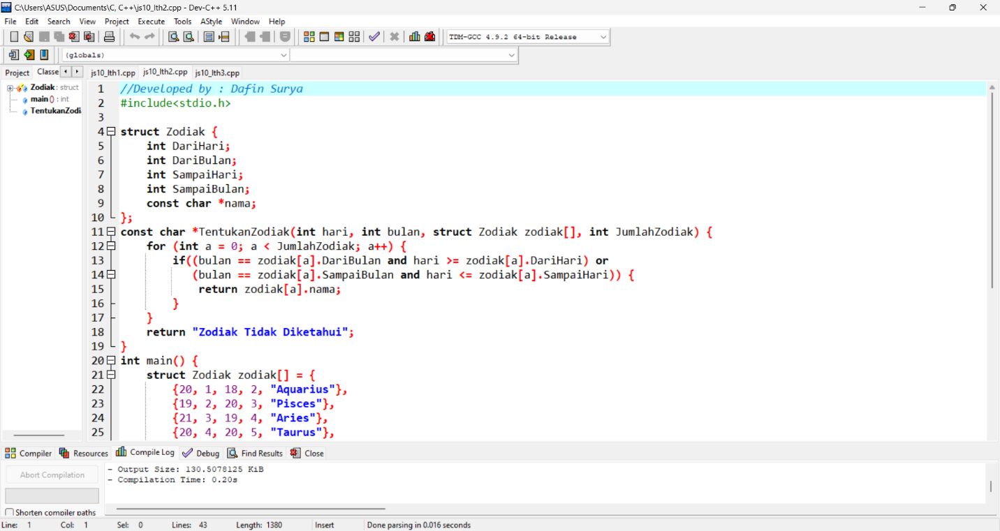 C:\Users\ASUS\Documents\C, C++\js10_lth2.cpp - Dev-C++ 5.11
File Edit Search View Project Execute Tools AStyle Window Help
TDM-GCC 4.9.2 64-bit Release
(globals)
Project Classe js10_lth1.cpp js10_lth2.cpp js10_lth3.cpp
Zodiak : struct
main () : int
TentukanZodi
1 //Developed by : Dafin Surya
2 #include<stdio.h>
3
4 struct Zodiak {
5 int DariHari;
6 int DariBulan;
7 int SampaiHari;
8 int SampaiBulan;
9 const char *nama;
10 };
11 const char *TentukanZodiak(int hari, int bulan, struct Zodiak zodiak[], int JumlahZodiak) {
12 for (int a = 0; a < JumlahZodiak; a++) {
13 if((bulan == zodiak[a].DariBulan and hari >= zodiak[a].DariHari) or
14 (bulan == zodiak[a].SampaiBulan and hari <= zodiak[a].SampaiHari)) {
15 return zodiak[a].nama;
16 }
17 }
18 return "Zodiak Tidak Diketahui";
19 }
20 int main() {
21 struct Zodiak zodiak[] = {
22 {20, 1, 18, 2, "Aquarius"},
23 {19, 2, 20, 3, "Pisces"},
24 {21, 3, 19, 4, "Aries"},
25 {20, 4, 20, 5, "Taurus"},
Compiler Resources Compile Log Debug Find Results Close
Abort Compilation
- Output Size: 130.5078125 KiB
- Compilation Time: 0.20s
Shorten compiler paths
Line: 1 Col: 1 Sel: 0 Lines: 43 Length: 1380 Insert Done parsing in 0.016 seconds